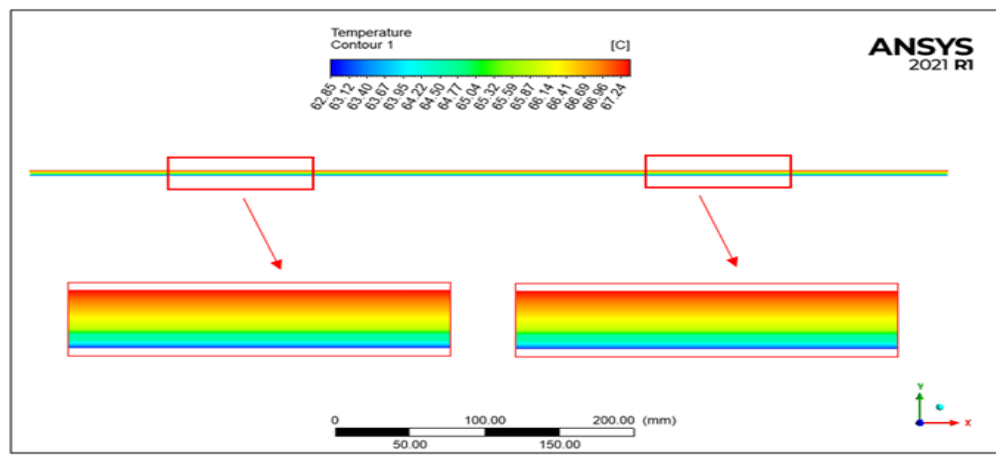 Temperature
Contour 1 [C]
62.85 63.12 63.40 63.67 63.95 64.22 64.50 64.77 65.04 65.32 65.59 65.87 66.14 66.41 66.69 66.96 67.24
ANSYS
2021 R1
0 100.00 200.00 (mm)
50.00 150.00
Y
X